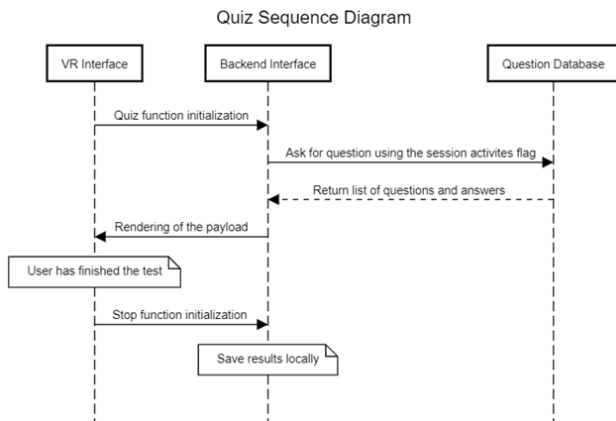 Quiz Sequence Diagram
VR Interface
Backend Interface
Question Database
Quiz function initialization
Ask for question using the session activites flag
Return list of questions and answers
Rendering of the payload
User has finished the test
Stop function initialization
Save results locally